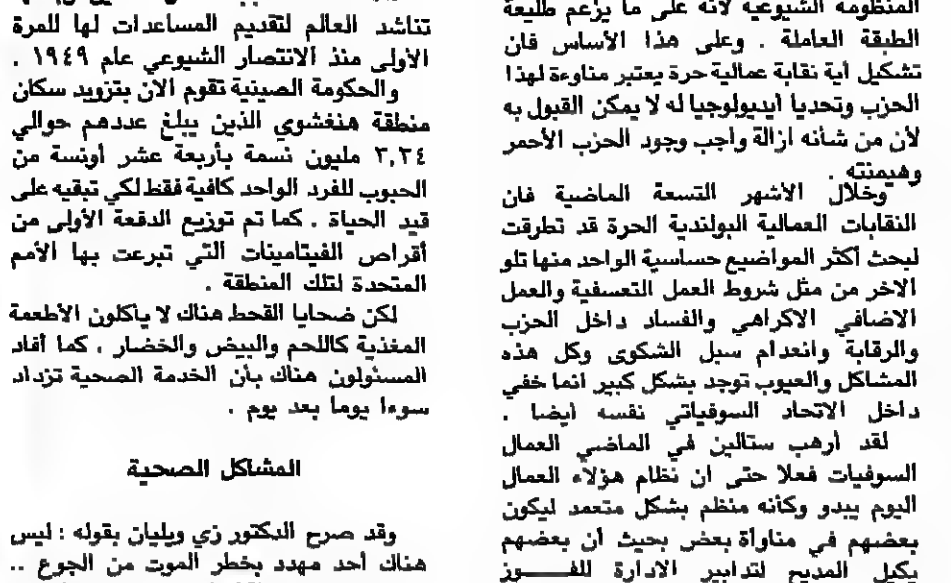 المنظومة الشيوعية لأنه على ما يزعم طليعة
الطبقة العاملة . وعلى هذا الأساس فان
تشكيل أية نقابة عمالية حرة يعتبر مناوءة لهذا
الحزب وتحديا أيديولوجيا له لا يمكن القبول به
لأن من شأنه ازالة واجب وجود الحزب الأحمر
وهيمنته .
وخلال الأشهر التسعة الماضية فان
النقابات العمالية البولندية الحرة قد تطرقت
لبحث أكثر المواضيع حساسية الواحد منها تلو
الآخر من مثل شروط العمل التعسفية والعمل
الاضافي الاكراهي والفساد داخل الحزب
والرقابة وانعدام سبل الشكوى وكل هذه
المشاكل والعيوب توجد بشكل كبير انما خفي
داخل الاتحاد السوفياتي نفسه ايضا .
لقد أرهب ستالين في الماضي العمال
السوفيات فعلا حتى ان نظام هؤلاء العمال
اليوم يبدو وكأنه منظم بشكل متعمد ليكون
بعضهم في مناوأة بعض بحيث أن بعضهم
يكيل المديح لتدابير الادارة للفـــــوز
تناشد العالم لتقديم المساعدات لها للمرة
الأولى منذ الانتصار الشيوعي عام ١٩٤٩ .
والحكومة الصينية تقوم الان بتزويد سكان
منطقة هنغشوي الذين يبلغ عددهم حوالي
٣,٣٤ مليون نسمة بأربعة عشر أونسة من
الحبوب للفرد الواحد كافية فقط لكي تبقيه على
قيد الحياة . كما تم توزيع الدفعة الأولى من
أقراص الفيتامينات التي تبرعت بها الأمم
المتحدة لتلك المنطقة .
لكن ضحايا القحط هناك لا يأكلون الأطعمة
المغذية كاللحم والبيض والخضار ، كما أفاد
المسئولون هناك بأن الخدمة الصحية تزداد
سوءا يوما بعد يوم .
المشاكل الصحية
وقد صرح الدكتور زي ويليان بقوله : ليس
هناك أحد مهدد بخطر الموت من الجوع ..